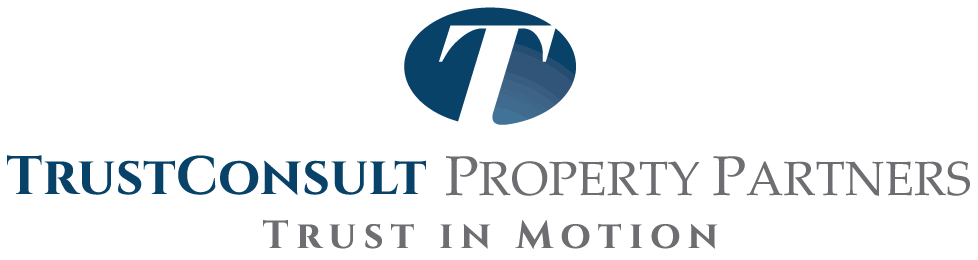 T
TrustConsult Property Partners
Trust in Motion